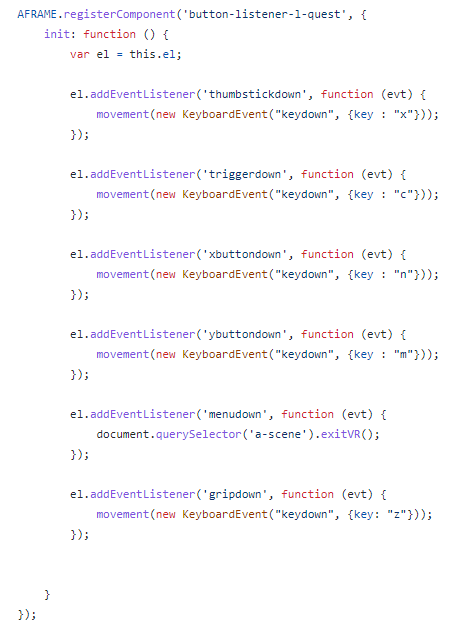 AFRAME.registerComponent('button-listener-l-quest', {
    init: function () {
        var el = this.el;

        el.addEventListener('thumbstickdown', function (evt) {
            movement(new KeyboardEvent("keydown", {key : "x"}));
        });

        el.addEventListener('triggerdown', function (evt) {
            movement(new KeyboardEvent("keydown", {key : "c"}));
        });

        el.addEventListener('xbuttondown', function (evt) {
            movement(new KeyboardEvent("keydown", {key : "n"}));
        });

        el.addEventListener('ybuttondown', function (evt) {
            movement(new KeyboardEvent("keydown", {key : "m"}));
        });

        el.addEventListener('menudown', function (evt) {
            document.querySelector('a-scene').exitVR();
        });

        el.addEventListener('gripdown', function (evt) {
            movement(new KeyboardEvent("keydown", {key: "z"}));
        });


    }
});